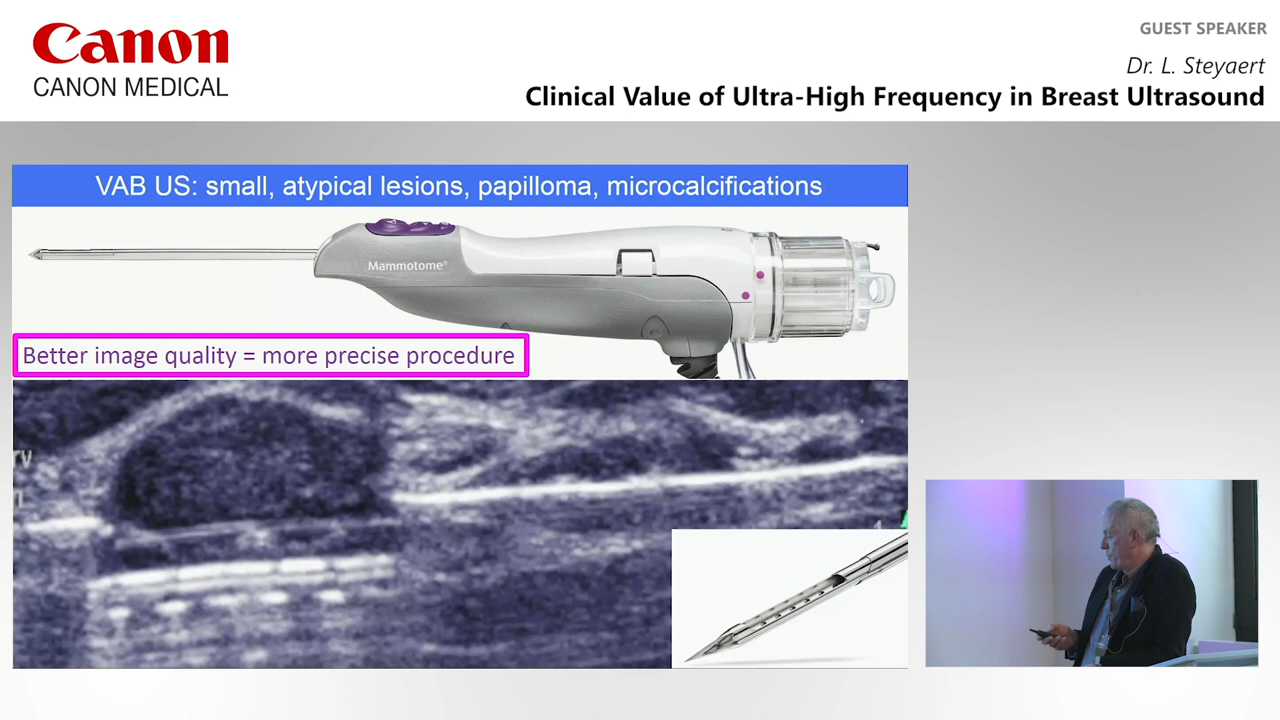 Canon
CANON MEDICAL
GUEST SPEAKER
Dr. L. Steyaert
Clinical Value of Ultra-High Frequency in Breast Ultrasound
VAB US: small, atypical lesions, papilloma, microcalcifications
Mammotome®
Better image quality = more precise procedure